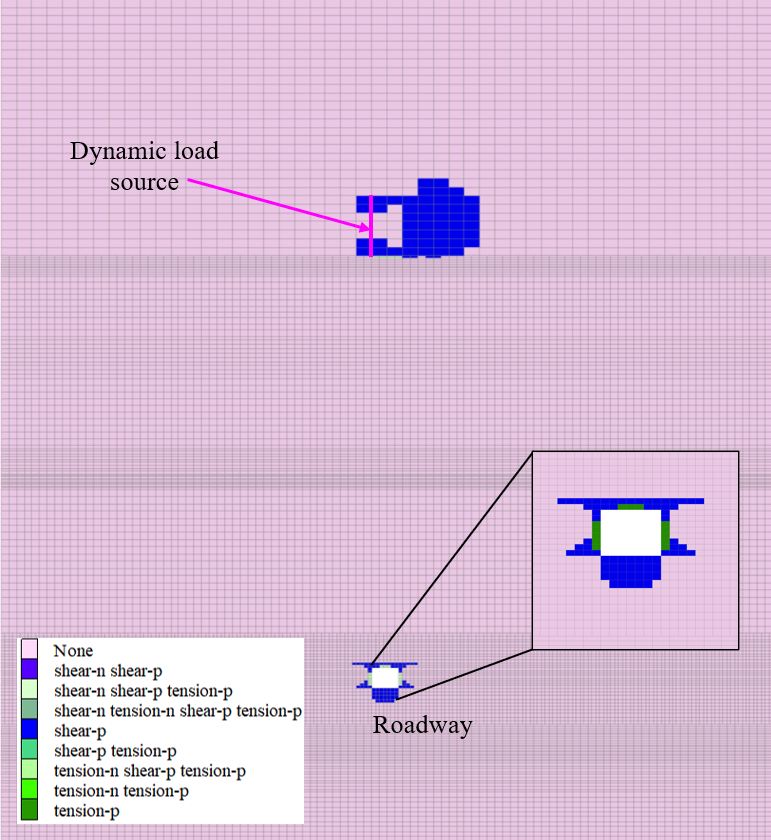 Dynamic load
source
Roadway
None
shear-n shear-p
shear-n shear-p tension-p
shear-n tension-n shear-p tension-p
shear-p
shear-p tension-p
tension-n shear-p tension-p
tension-n tension-p
tension-p